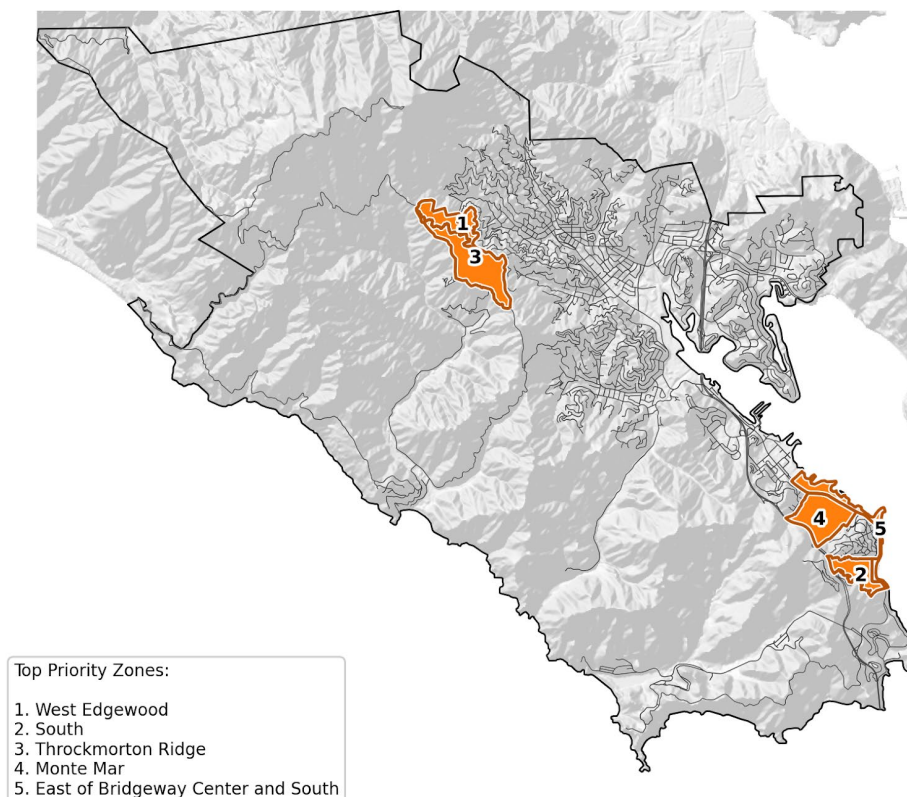 1
3
4
5
2
Top Priority Zones:
1. West Edgewood
2. South
3. Throckmorton Ridge
4. Monte Mar
5. East of Bridgeway Center and South